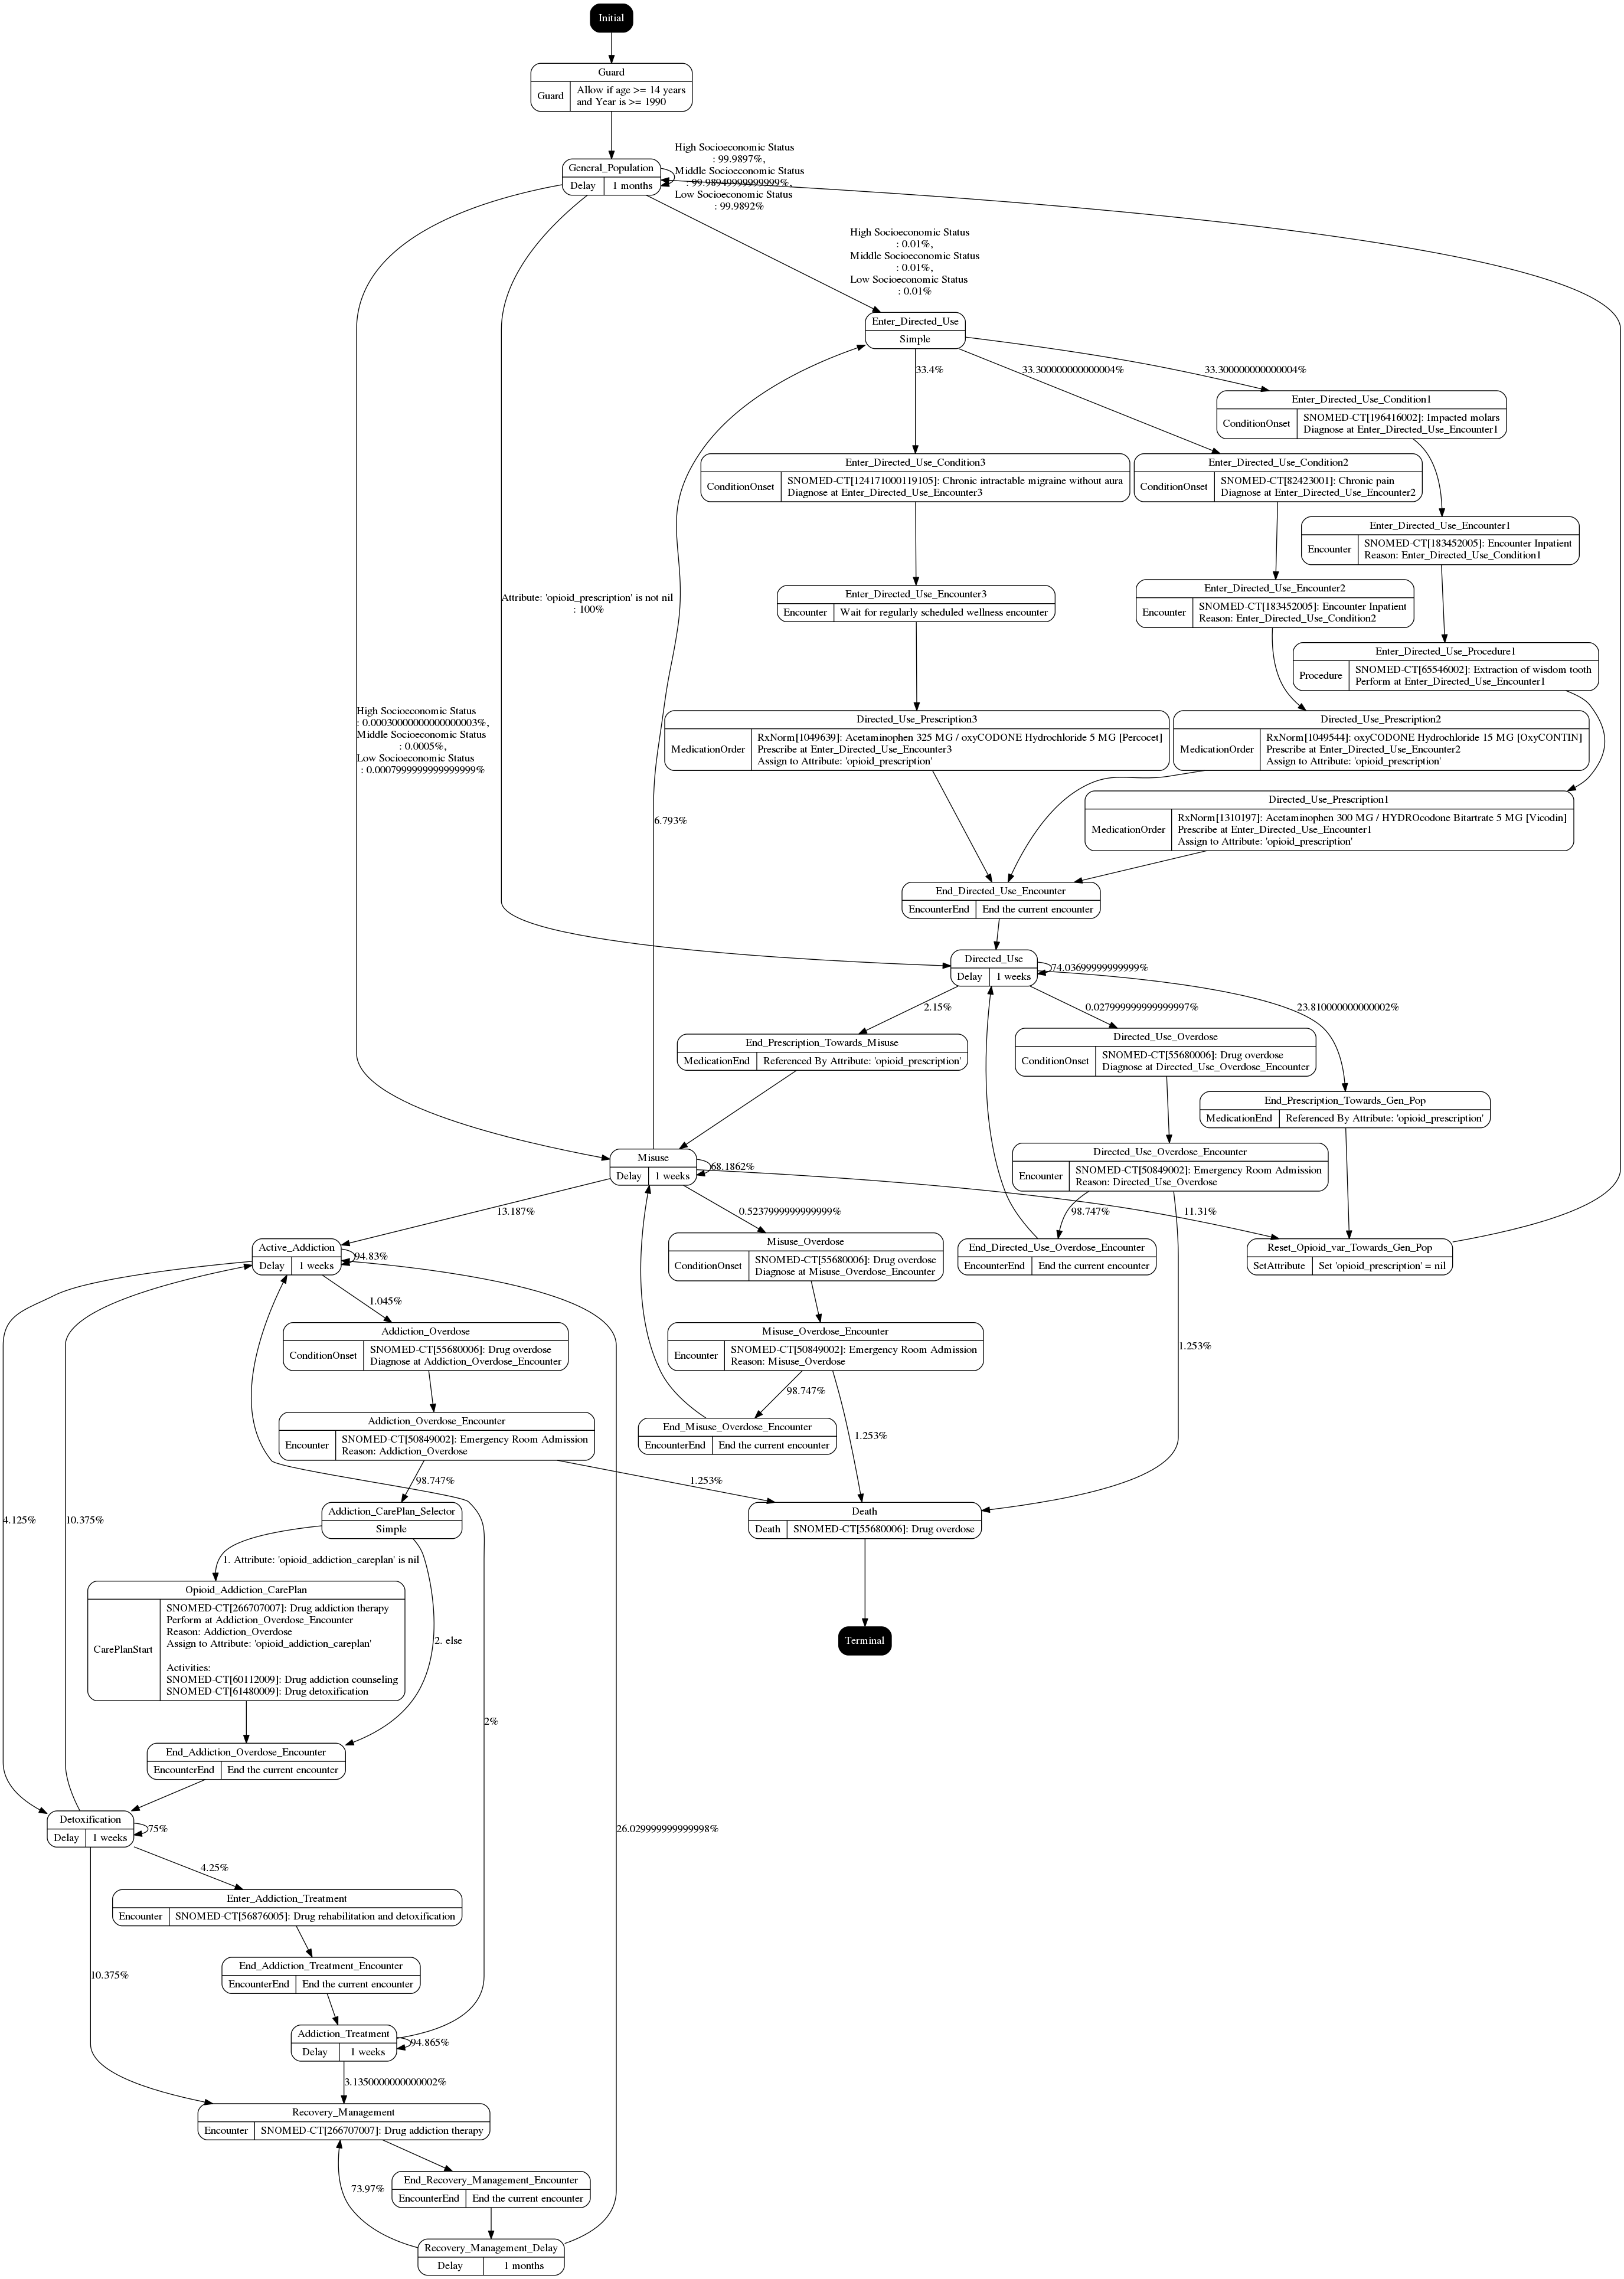 Initial
Guard
Guard
Allow if age >= 14 years
and Year is >= 1990
General_Population
Delay
1 months
High Socioeconomic Status
: 99.9897%,
Middle Socioeconomic Status
: 99.98949999999999%,
Low Socioeconomic Status
: 99.9892%
High Socioeconomic Status
: 0.01%,
Middle Socioeconomic Status
: 0.01%,
Low Socioeconomic Status
: 0.01%
Enter_Directed_Use
Simple
33.4%
33.300000000000004%
33.300000000000004%
Enter_Directed_Use_Condition1
ConditionOnset
SNOMED-CT[196416002]: Impacted molars
Diagnose at Enter_Directed_Use_Encounter1
Enter_Directed_Use_Condition3
ConditionOnset
SNOMED-CT[124171000119105]: Chronic intractable migraine without aura
Diagnose at Enter_Directed_Use_Encounter3
Enter_Directed_Use_Condition2
ConditionOnset
SNOMED-CT[82423001]: Chronic pain
Diagnose at Enter_Directed_Use_Encounter2
Enter_Directed_Use_Encounter1
Encounter
SNOMED-CT[183452005]: Encounter Inpatient
Reason: Enter_Directed_Use_Condition1
Enter_Directed_Use_Encounter3
Encounter
Wait for regularly scheduled wellness encounter
Enter_Directed_Use_Encounter2
Encounter
SNOMED-CT[183452005]: Encounter Inpatient
Reason: Enter_Directed_Use_Condition2
Attribute: 'opioid_prescription' is not nil
: 100%
Enter_Directed_Use_Procedure1
Procedure
SNOMED-CT[65546002]: Extraction of wisdom tooth
Perform at Enter_Directed_Use_Encounter1
High Socioeconomic Status
: 0.00030000000000000003%,
Middle Socioeconomic Status
: 0.0005%,
Low Socioeconomic Status
: 0.0007999999999999999%
Directed_Use_Prescription3
MedicationOrder
RxNorm[1049639]: Acetaminophen 325 MG / oxyCODONE Hydrochloride 5 MG [Percocet]
Prescribe at Enter_Directed_Use_Encounter3
Assign to Attribute: 'opioid_prescription'
Directed_Use_Prescription2
MedicationOrder
RxNorm[1049544]: oxyCODONE Hydrochloride 15 MG [OxyCONTIN]
Prescribe at Enter_Directed_Use_Encounter2
Assign to Attribute: 'opioid_prescription'
6.793%
Directed_Use_Prescription1
MedicationOrder
RxNorm[1310197]: Acetaminophen 300 MG / HYDROcodone Bitartrate 5 MG [Vicodin]
Prescribe at Enter_Directed_Use_Encounter1
Assign to Attribute: 'opioid_prescription'
End_Directed_Use_Encounter
EncounterEnd
End the current encounter
Directed_Use
Delay
1 weeks
74.03699999999999%
2.15%
0.027999999999999997%
23.810000000000002%
End_Prescription_Towards_Misuse
MedicationEnd
Referenced By Attribute: 'opioid_prescription'
Directed_Use_Overdose
ConditionOnset
SNOMED-CT[55680006]: Drug overdose
Diagnose at Directed_Use_Overdose_Encounter
End_Prescription_Towards_Gen_Pop
MedicationEnd
Referenced By Attribute: 'opioid_prescription'
Misuse
Delay
1 weeks
68.1862%
Directed_Use_Overdose_Encounter
Encounter
SNOMED-CT[50849002]: Emergency Room Admission
Reason: Directed_Use_Overdose
13.187%
0.5237999999999999%
98.747%
11.31%
Active_Addiction
Delay
1 weeks
94.83%
Misuse_Overdose
ConditionOnset
SNOMED-CT[55680006]: Drug overdose
Diagnose at Misuse_Overdose_Encounter
End_Directed_Use_Overdose_Encounter
EncounterEnd
End the current encounter
Reset_Opioid_var_Towards_Gen_Pop
SetAttribute
Set 'opioid_prescription' = nil
1.045%
Addiction_Overdose
ConditionOnset
SNOMED-CT[55680006]: Drug overdose
Diagnose at Addiction_Overdose_Encounter
Misuse_Overdose_Encounter
Encounter
SNOMED-CT[50849002]: Emergency Room Admission
Reason: Misuse_Overdose
1.253%
98.747%
Addiction_Overdose_Encounter
Encounter
SNOMED-CT[50849002]: Emergency Room Admission
Reason: Addiction_Overdose
End_Misuse_Overdose_Encounter
EncounterEnd
End the current encounter
1.253%
98.747%
1.253%
4.125%
10.375%
Addiction_CarePlan_Selector
Simple
Death
Death
SNOMED-CT[55680006]: Drug overdose
1. Attribute: 'opioid_addiction_careplan' is nil
Opioid_Addiction_CarePlan
CarePlanStart
SNOMED-CT[266707007]: Drug addiction therapy
Perform at Addiction_Overdose_Encounter
Reason: Addiction_Overdose
Assign to Attribute: 'opioid_addiction_careplan'
Activities:
SNOMED-CT[60112009]: Drug addiction counseling
SNOMED-CT[61480009]: Drug detoxification
2. else
Terminal
2%
End_Addiction_Overdose_Encounter
EncounterEnd
End the current encounter
Detoxification
Delay
1 weeks
75%
26.029999999999998%
4.25%
Enter_Addiction_Treatment
Encounter
SNOMED-CT[56876005]: Drug rehabilitation and detoxification
End_Addiction_Treatment_Encounter
EncounterEnd
End the current encounter
10.375%
Addiction_Treatment
Delay
1 weeks
94.865%
3.1350000000000002%
Recovery_Management
Encounter
SNOMED-CT[266707007]: Drug addiction therapy
End_Recovery_Management_Encounter
EncounterEnd
End the current encounter
73.97%
Recovery_Management_Delay
Delay
1 months